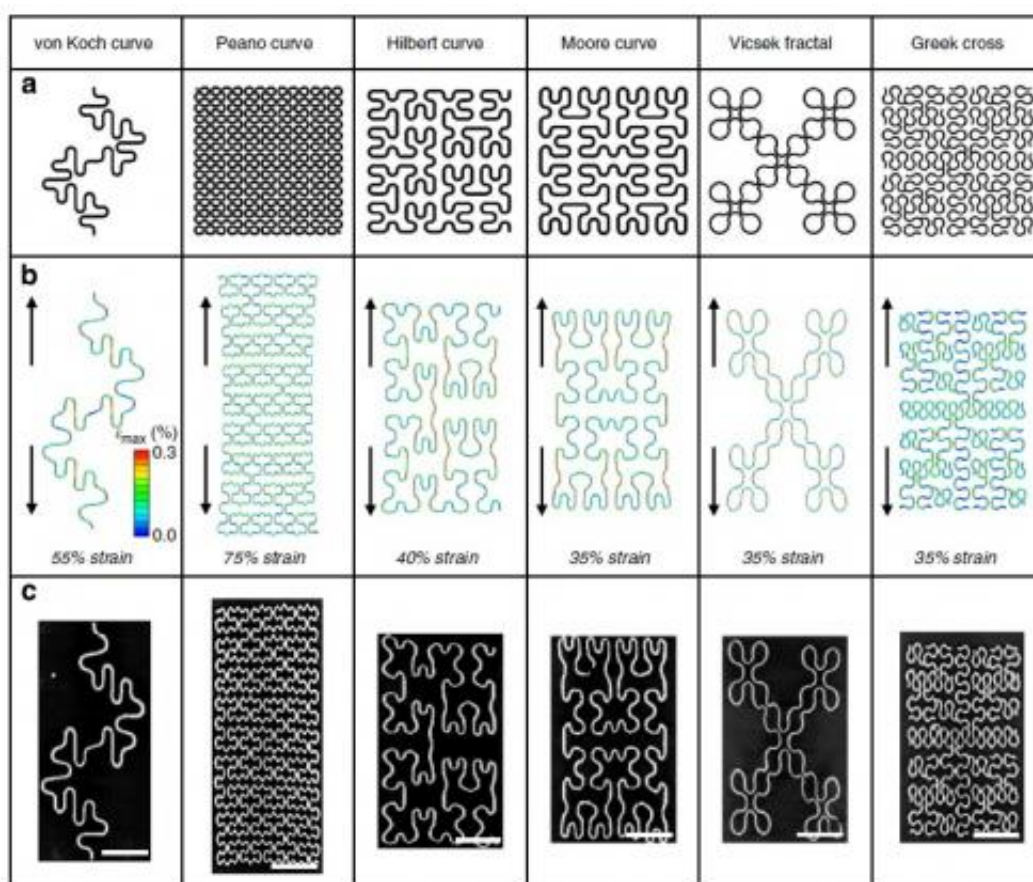 von Koch curve Peano curve Hilbert curve Moore curve Vicsek fractal Greek cross
a
b
εmax (%)
0.3
0.0
55% strain 75% strain 40% strain 35% strain 35% strain 35% strain
c